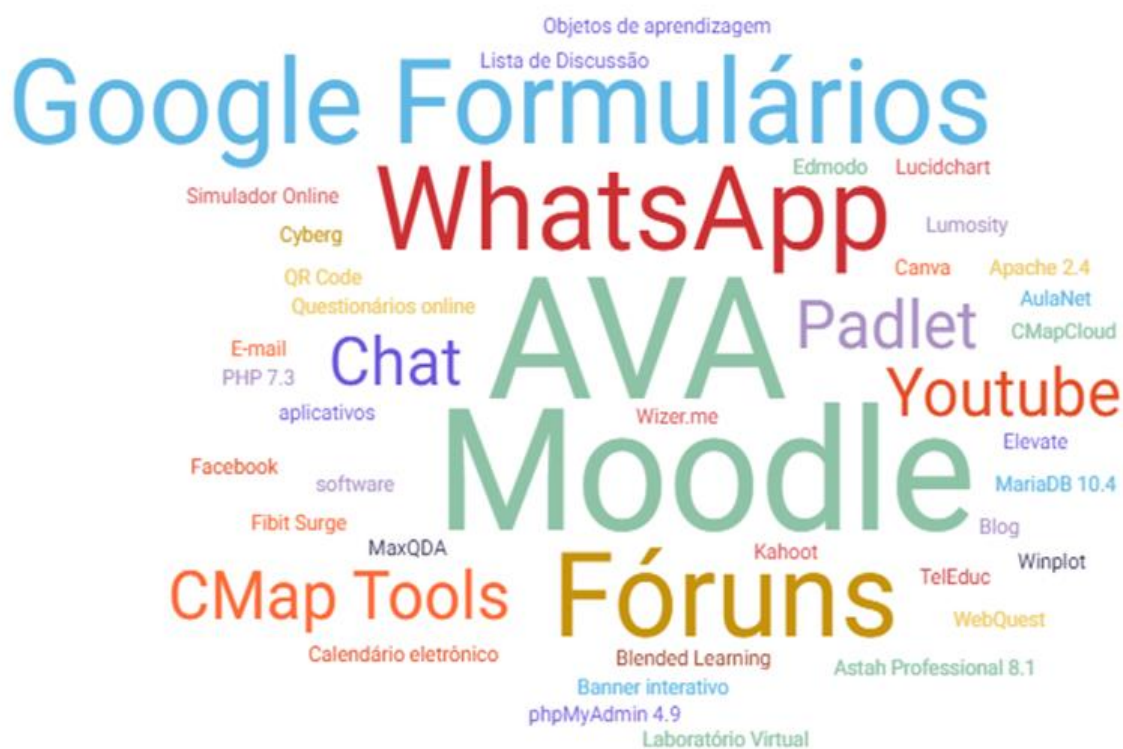 Objetos de aprendizagem
Lista de Discussão
Google Formulários
Edmodo
Lucidchart
WhatsApp
Simulador Online
Cyberg
Lumosity
QR Code
Canva
Apache 2.4
Questionários online
AVA
Padlet
AulaNet
CMapCloud
E-mail
Chat
PHP 7.3
Youtube
aplicativos
Wizer.me
Moodle
Elevate
Facebook
software
MariaDB 10.4
Fibit Surge
Blog
MaxQDA
Kahoot
Winplot
CMap Tools
Fóruns
TelEduc
WebQuest
Calendário eletrônico
Blended Learning
Astah Professional 8.1
Banner interativo
phpMyAdmin 4.9
Laboratório Virtual